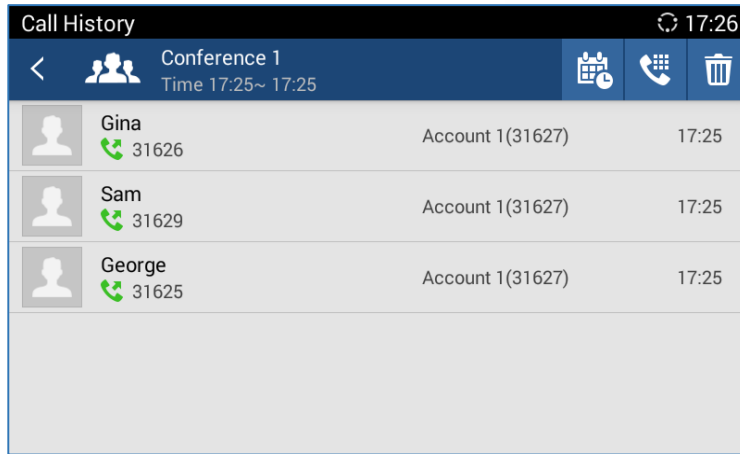 Call History 17:26
Conference 1
Time 17:25~ 17:25
Gina
31626 Account 1(31627) 17:25
Sam
31629 Account 1(31627) 17:25
George
31625 Account 1(31627) 17:25